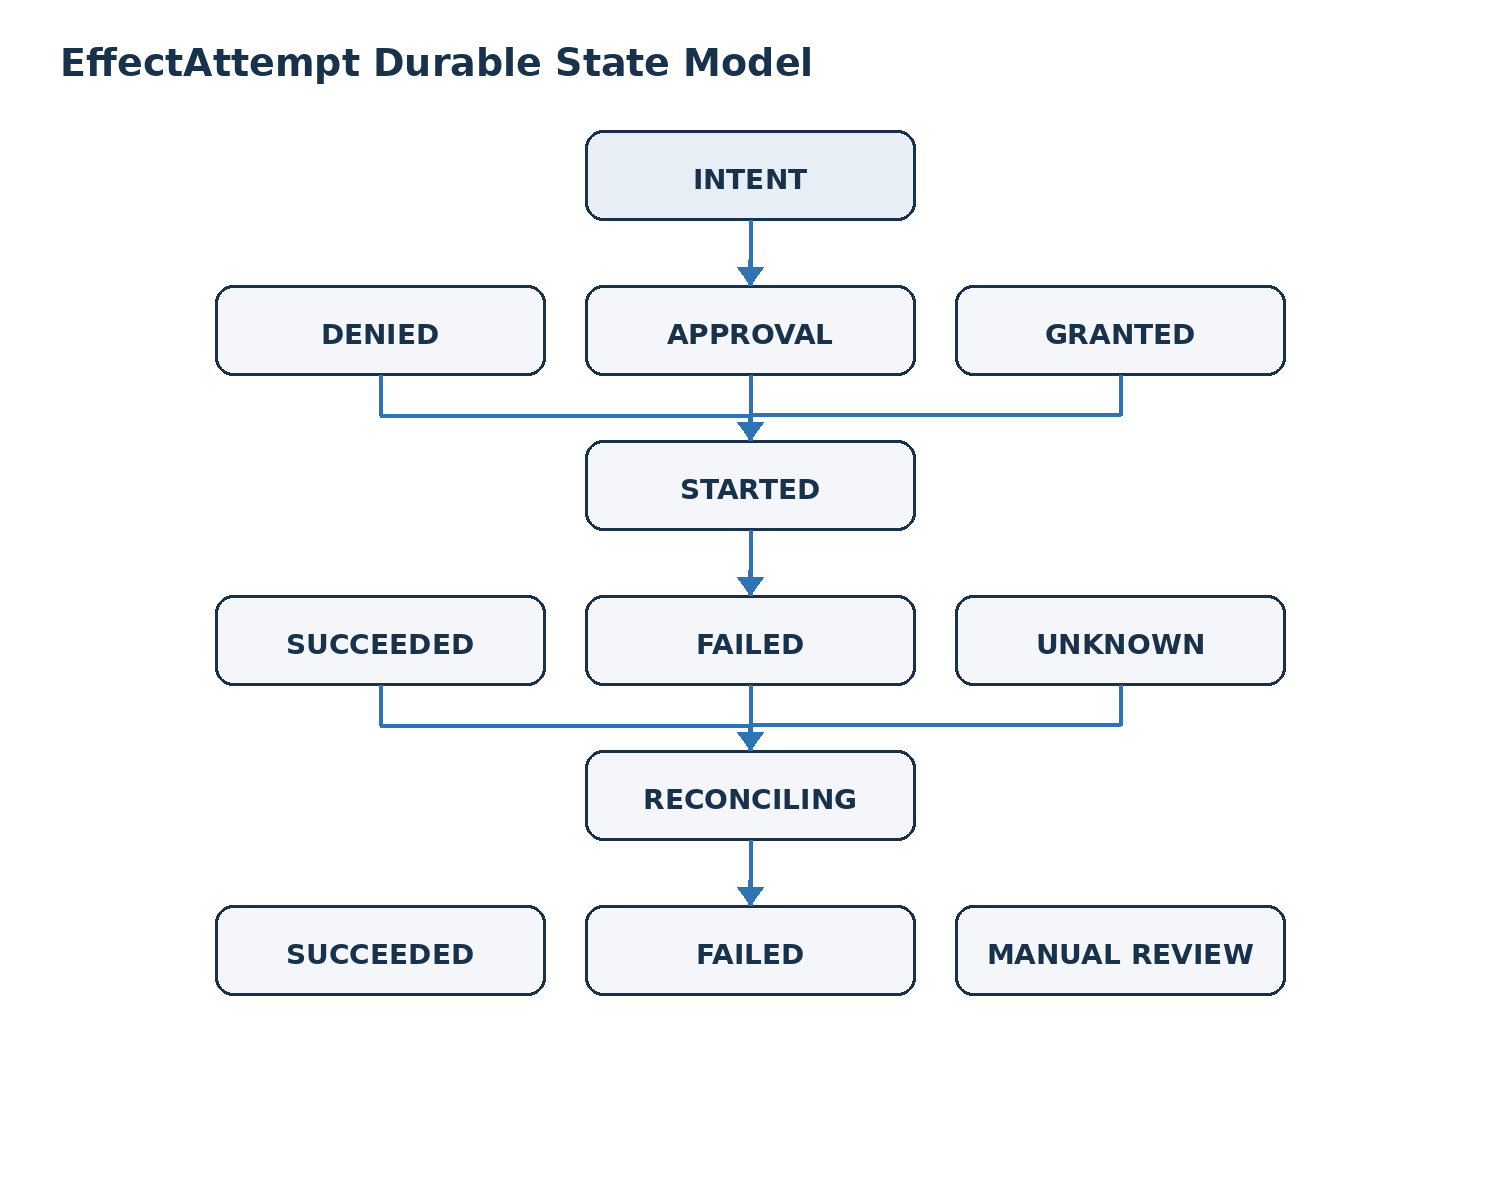 EffectAttempt Durable State Model
INTENT
DENIED
APPROVAL
GRANTED
STARTED
SUCCEEDED
FAILED
UNKNOWN
RECONCILING
SUCCEEDED
FAILED
MANUAL REVIEW